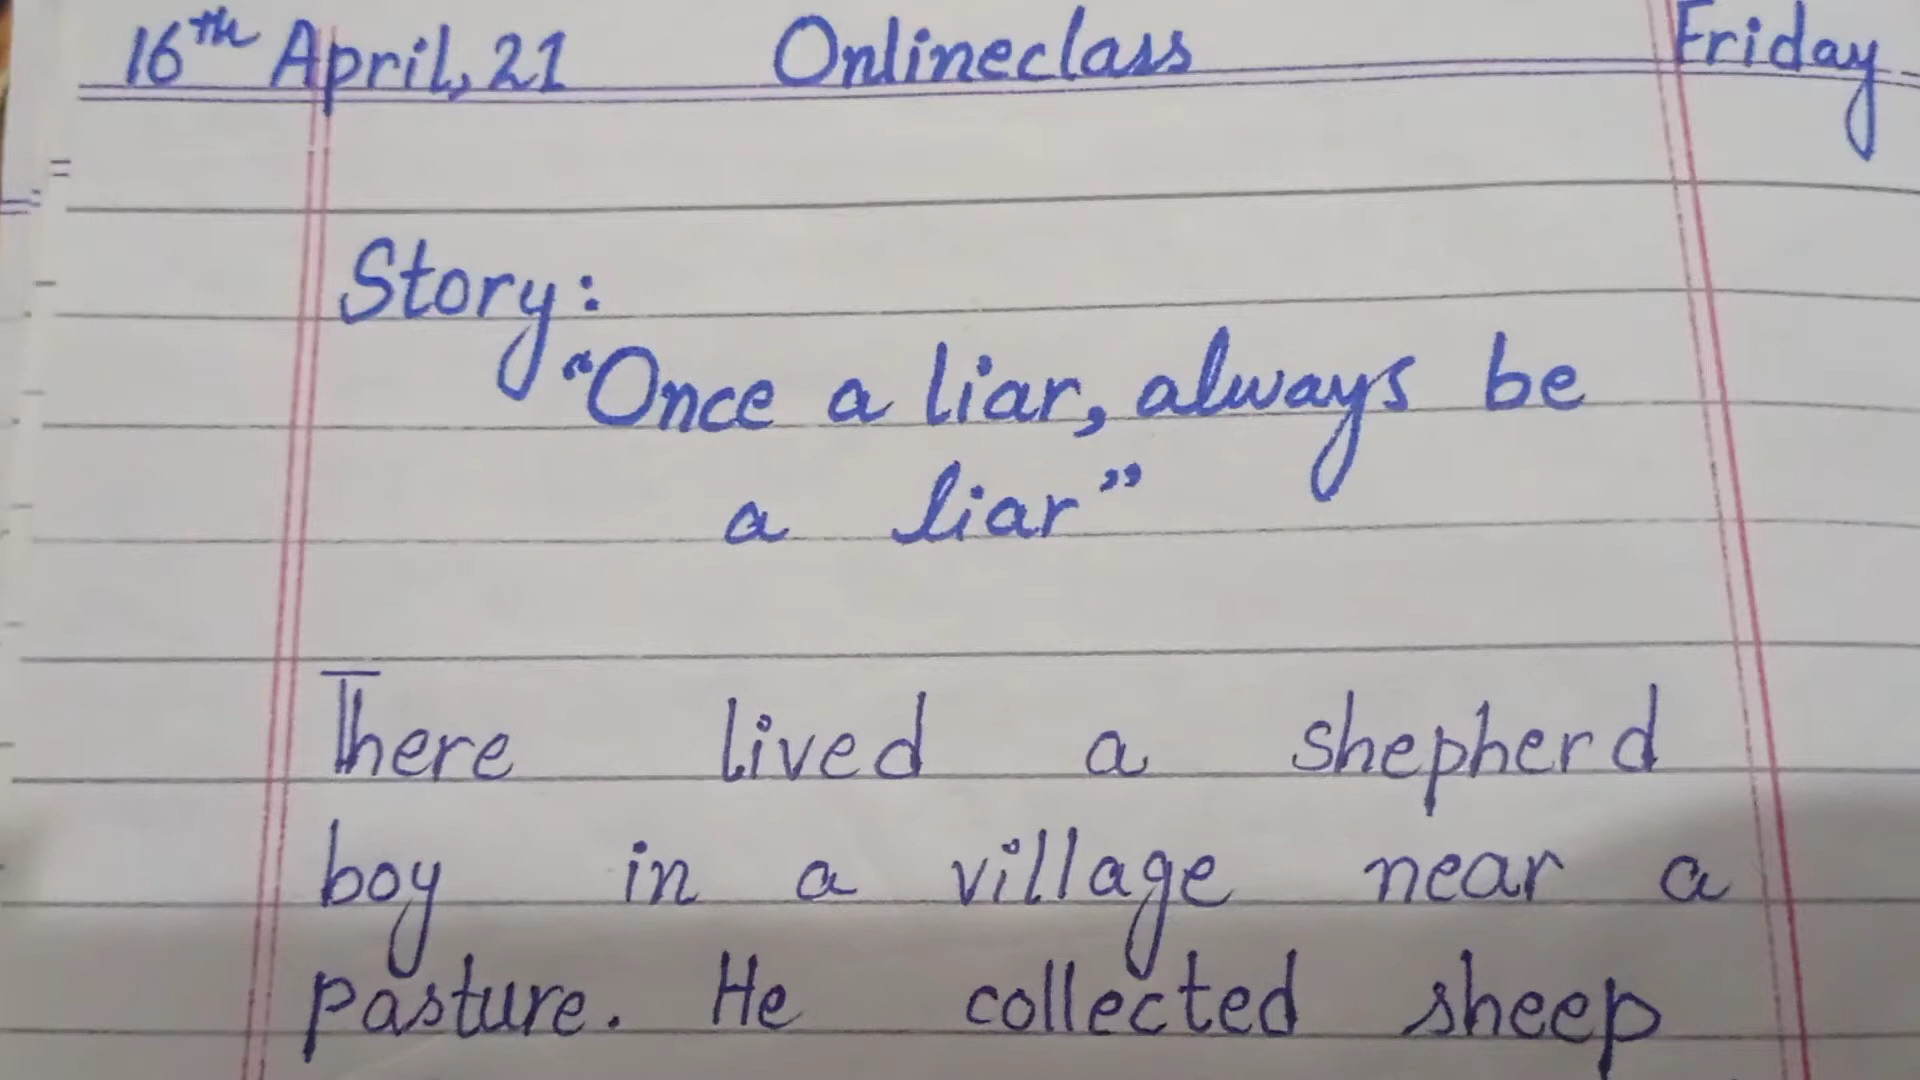 16th April, 21 Onlineclass Friday
Story:
"Once a liar, always be
a liar"
There lived a shepherd
boy in a village near a
pasture. He collected sheep